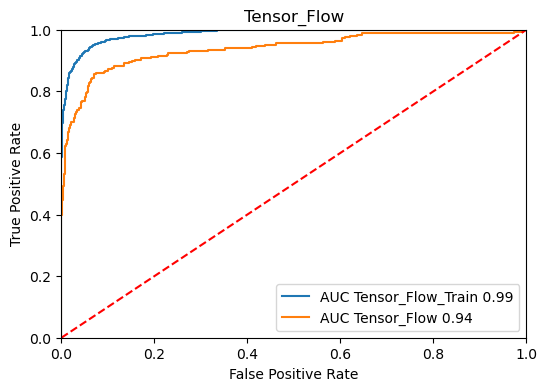 Tensor_Flow
True Positive Rate
1.0
0.8
0.6
0.4
0.2
0.0
AUC Tensor_Flow_Train 0.99
AUC Tensor_Flow 0.94
0.0 0.2 0.4 0.6 0.8 1.0
False Positive Rate